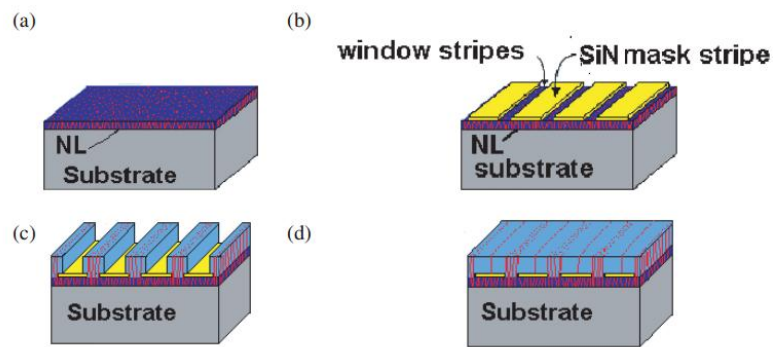 (a)
NL
Substrate
(b)
window stripes
SiN mask stripe
NL
substrate
(c)
Substrate
(d)
Substrate